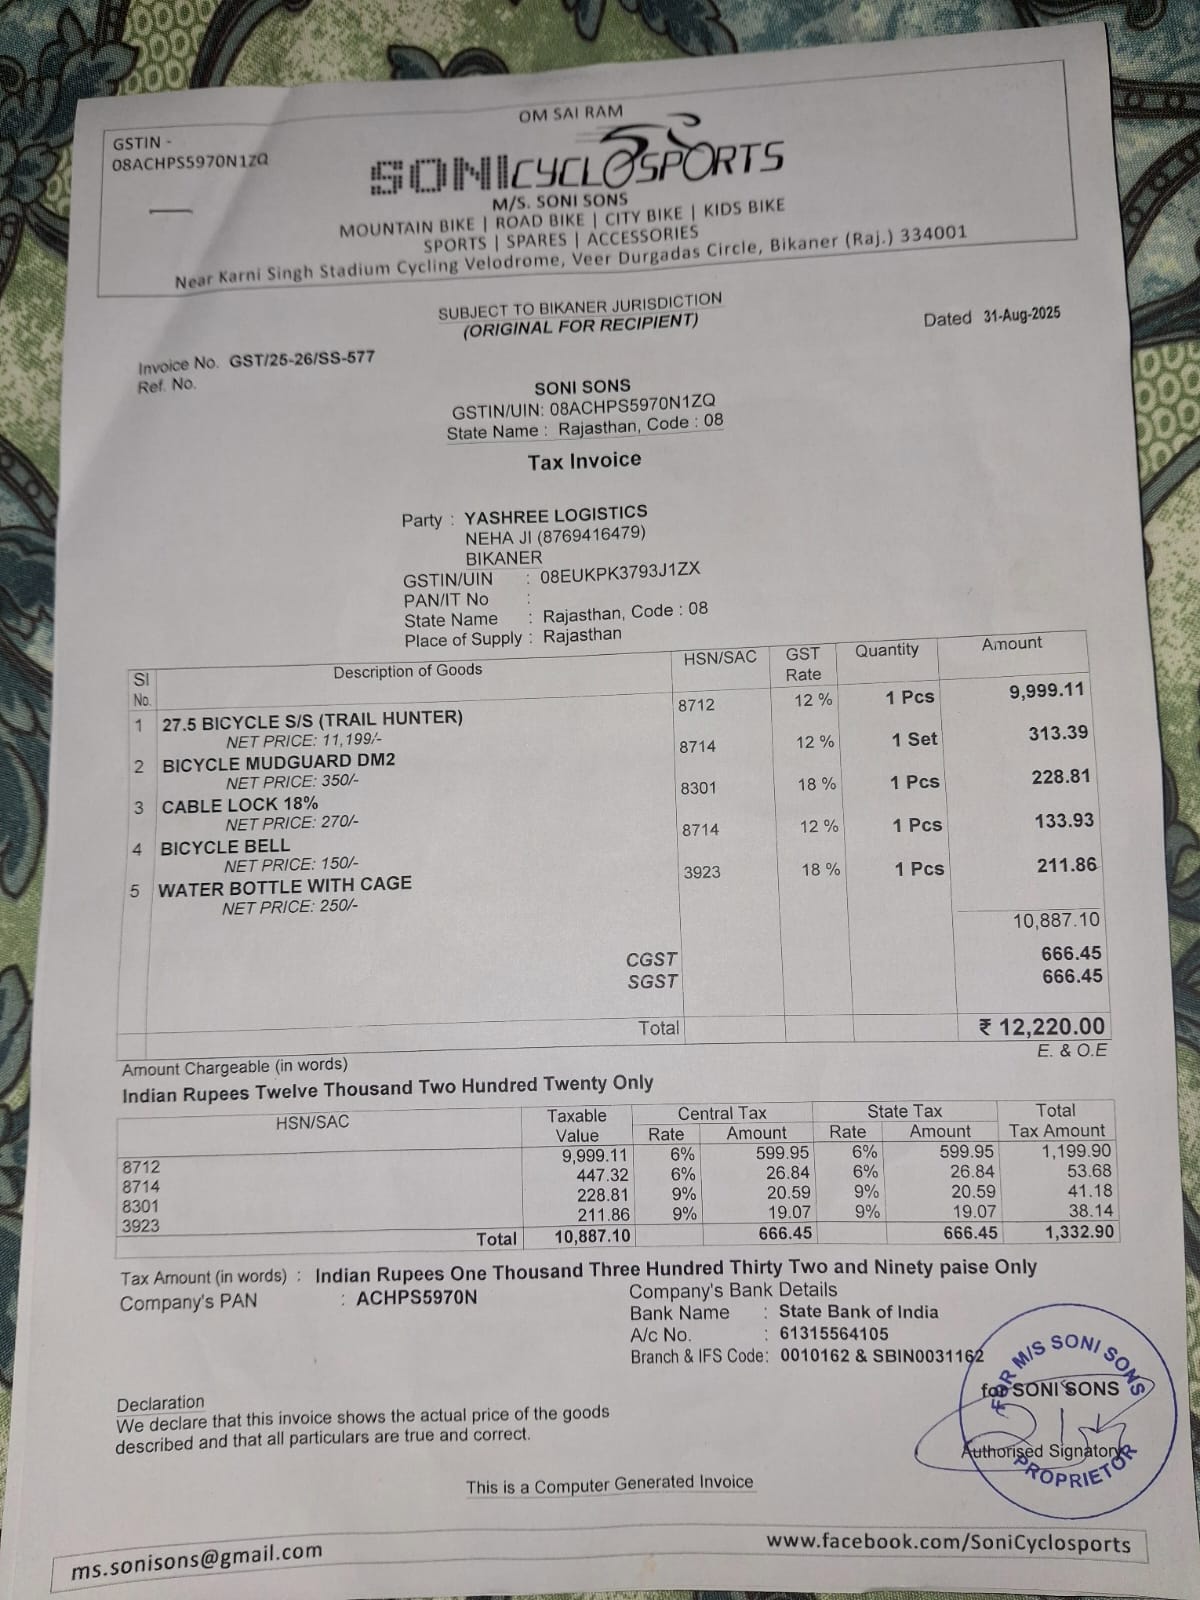 OM SAI RAM
GSTIN -
08ACHPS5970N1ZQ
SONICYCLOSPORTS
M/S. SONI SONS
MOUNTAIN BIKE | ROAD BIKE | CITY BIKE | KIDS BIKE
SPORTS | SPARES | ACCESSORIES
Near Karni Singh Stadium Cycling Velodrome, Veer Durgadas Circle, Bikaner (Raj.) 334001
SUBJECT TO BIKANER JURISDICTION
(ORIGINAL FOR RECIPIENT)
Dated 31-Aug-2025
Invoice No. GST/25-26/SS-577
Ref. No.
SONI SONS
GSTIN/UIN: 08ACHPS5970N1ZQ
State Name : Rajasthan, Code : 08
Tax Invoice
Party : YASHREE LOGISTICS
NEHA JI (8769416479)
BIKANER
GSTIN/UIN : 08EUKPK3793J1ZX
PAN/IT No :
State Name : Rajasthan, Code : 08
Place of Supply : Rajasthan
Sl No. Description of Goods HSN/SAC GST Rate Quantity Amount
1 27.5 BICYCLE S/S (TRAIL HUNTER) 8712 12 % 1 Pcs 9,999.11
NET PRICE: 11,199/-
2 BICYCLE MUDGUARD DM2 8714 12 % 1 Set 313.39
NET PRICE: 350/-
3 CABLE LOCK 18% 8301 18 % 1 Pcs 228.81
NET PRICE: 270/-
4 BICYCLE BELL 8714 12 % 1 Pcs 133.93
NET PRICE: 150/-
5 WATER BOTTLE WITH CAGE 3923 18 % 1 Pcs 211.86
NET PRICE: 250/-
10,887.10
CGST 666.45
SGST 666.45
Total ₹ 12,220.00
E. & O.E
Amount Chargeable (in words)
Indian Rupees Twelve Thousand Two Hundred Twenty Only
HSN/SAC Taxable Value Central Tax State Tax Total Tax Amount
Rate Amount Rate Amount
8712 9,999.11 6% 599.95 6% 599.95 1,199.90
8714 447.32 6% 26.84 6% 26.84 53.68
8301 228.81 9% 20.59 9% 20.59 41.18
3923 211.86 9% 19.07 9% 19.07 38.14
Total 10,887.10 666.45 666.45 1,332.90
Tax Amount (in words) : Indian Rupees One Thousand Three Hundred Thirty Two and Ninety paise Only
Company's PAN : ACHPS5970N
Company's Bank Details
Bank Name : State Bank of India
A/c No. : 61315564105
Branch & IFS Code: 0010162 & SBIN0031162
Declaration
We declare that this invoice shows the actual price of the goods
described and that all particulars are true and correct.
for SONI SONS
Authorised Signatory
FOR M/S SONI SONS
PROPRIETOR
This is a Computer Generated Invoice
ms.sonisons@gmail.com
www.facebook.com/SoniCyclosports